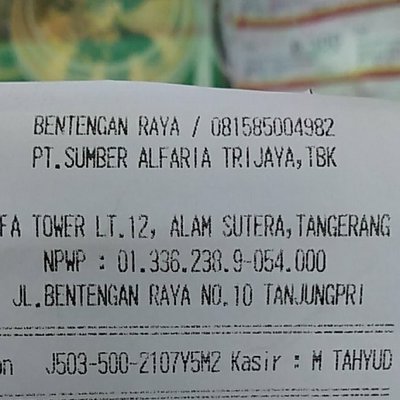 BENTENGAN RAYA / 081585004982
PT.SUMBER ALFARIA TRIJAYA,TBK
FA TOWER LT.12, ALAM SUTERA,TANGERANG
NPWP : 01.336.238.9-054.000
JL.BENTENGAN RAYA NO.10 TANJUNGPRI
on J503-500-2107Y5M2 Kasir : M TAHYUD